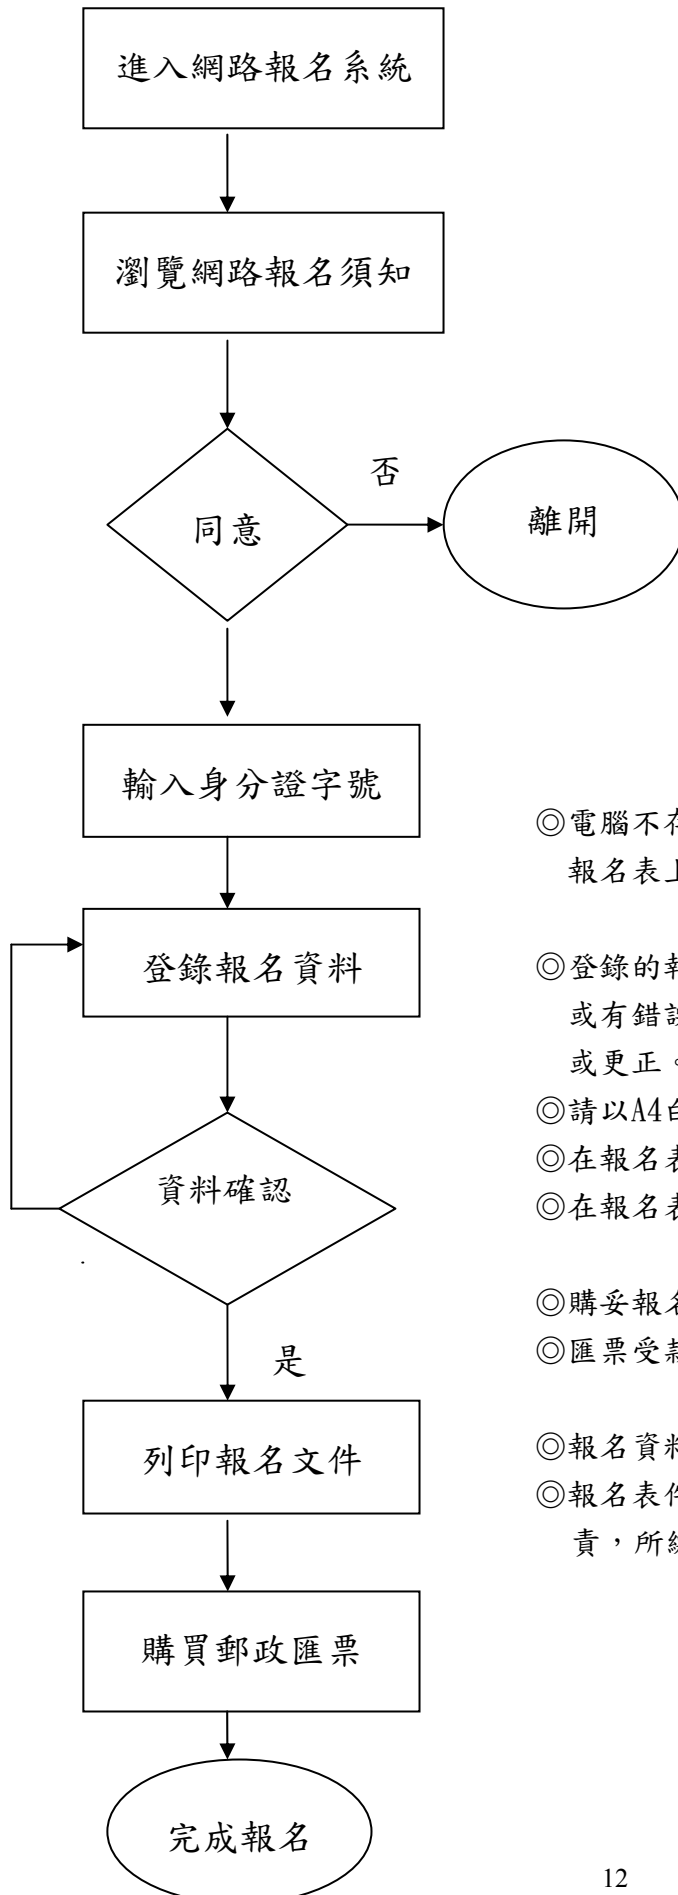 進入網路報名系統
瀏覽網路報名須知
否
同意
離開
輸入身分證字號
◎電腦不存
報名表上
登錄報名資料
◎登錄的報
或有錯誤
或更正。
◎請以A4白
資料確認
◎在報名表
◎在報名表
◎購妥報名
◎匯票受款
是
列印報名文件
◎報名資料
◎報名表件
責，所繳
購買郵政匯票
完成報名
12